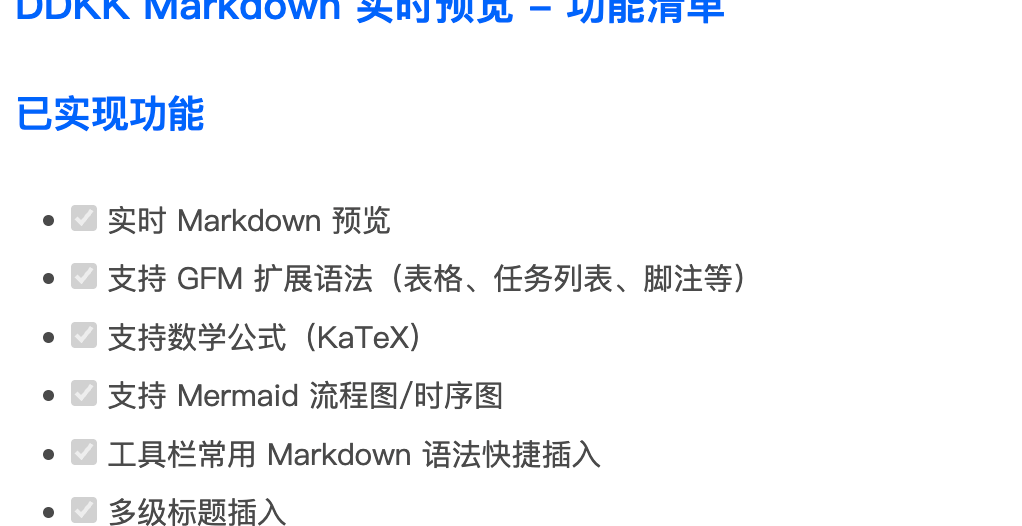 DDKK Markdown 实时预览 – 功能清单
已实现功能
实时 Markdown 预览
支持 GFM 扩展语法（表格、任务列表、脚注等）
支持数学公式（KaTeX）
支持 Mermaid 流程图/时序图
工具栏常用 Markdown 语法快捷插入
多级标题插入